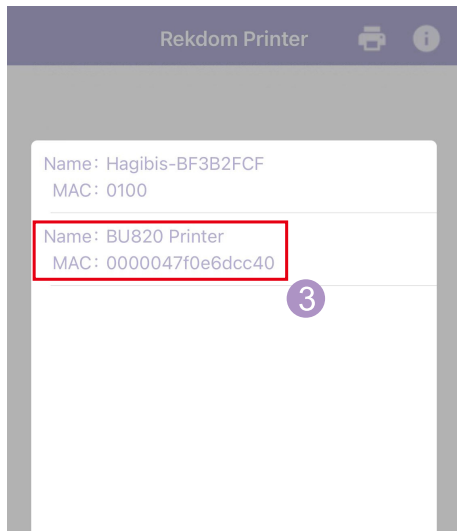 Rekdom Printer
Name: Hagibis-BF3B2FCF
MAC: 0100
Name: BU820 Printer
MAC: 0000047f0e6dcc40
3